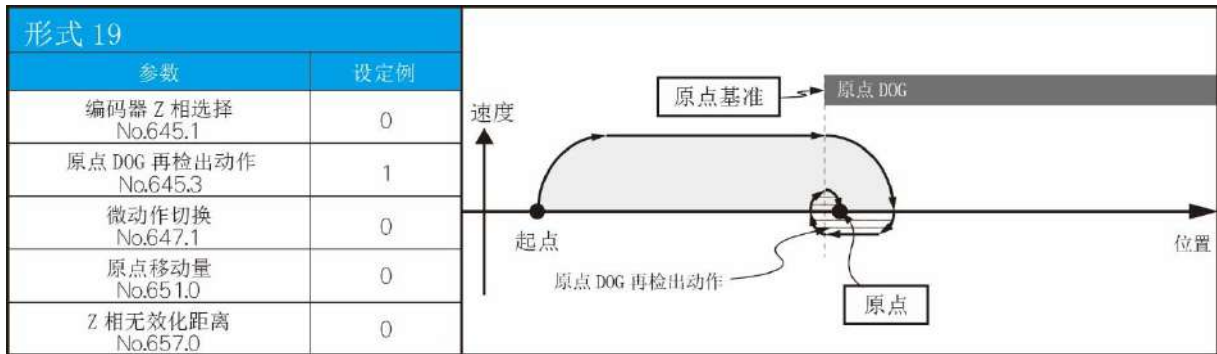 形式 19
参数 设定例
编码器 Z 相选择
No.645.1
0
原点 DOG 再检出动作
No.645.3
1
微动作切换
No.647.1
0
原点移动量
No.651.0
0
Z 相无效化距离
No.657.0
0
原点基准
原点 DOG
速度
起点
位置
原点 DOG 再检出动作
原点